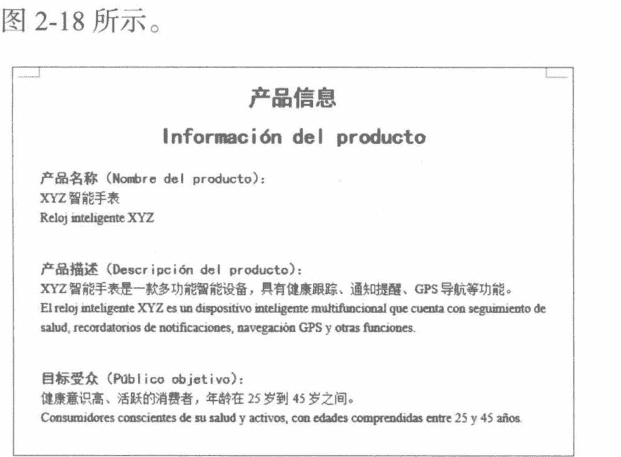 图 2-18 所示。
产品信息
Información del producto
产品名称（Nombre del producto）：
XYZ 智能手表
Reloj inteligente XYZ
产品描述（Descripción del producto）：
XYZ 智能手表是一款多功能智能设备，具有健康跟踪、通知提醒、GPS 导航等功能。
El reloj inteligente XYZ es un dispositivo inteligente multifuncional que cuenta con seguimiento de
salud, recordatorios de notificaciones, navegación GPS y otras funciones.
目标受众（Público objetivo）：
健康意识高、活跃的消费者，年龄在 25 岁到 45 岁之间。
Consumidores conscientes de su salud y activos, con edades comprendidas entre 25 y 45 años.